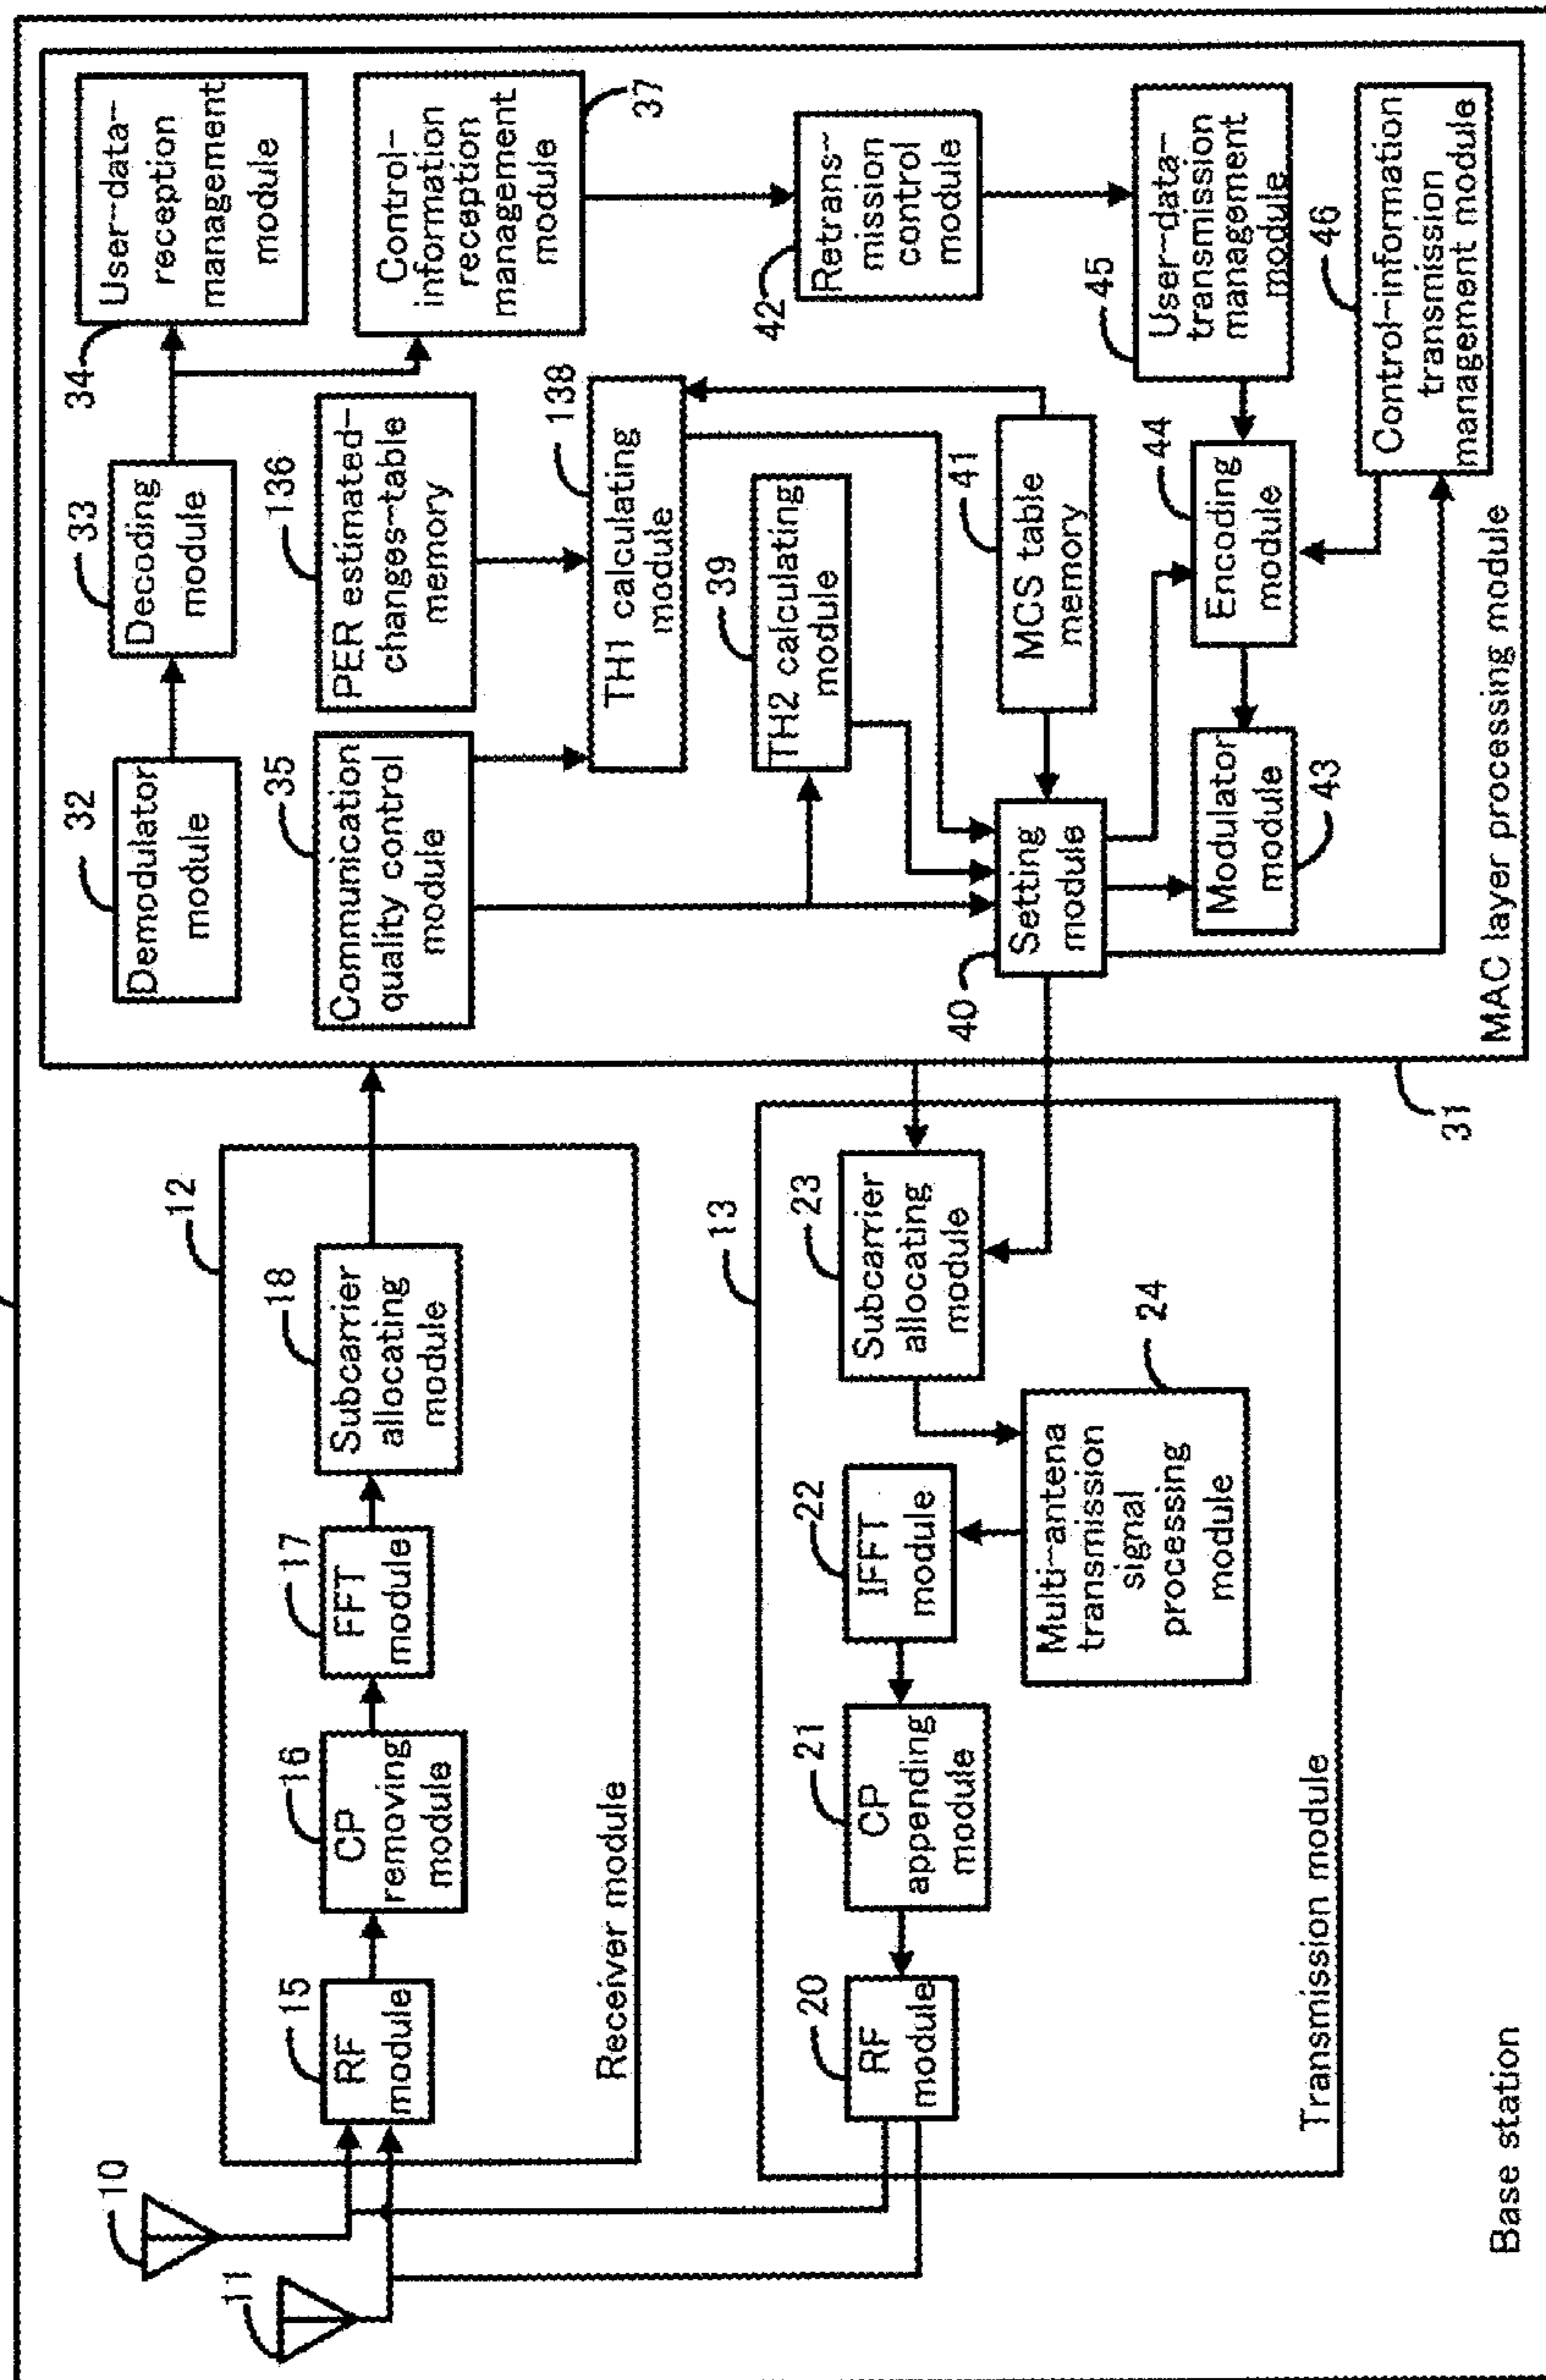 10
11
12
15
RF
module
16
CP
removing
module
17
FFT
module
18
Subcarrier
allocating
module
Receiver module
13
20
RF
module
21
CP
appending
module
22
IFFT
module
23
Subcarrier
allocating
module
24
Multi-antena
transmission
signal
processing
module
Transmission module
32
Demodulator
module
33
Decoding
module
34
User-data-
reception
management
module
35
Communication
quality control
module
136
PER estimated-
changes-table
memory
Control-
information
reception
management
module
37
138
TH1 calculating
module
39
TH2 calculating
module
40
Setting
module
41
MCS table
memory
42
Retrans-
mission
control
module
Modulator
module
43
44
Encoding
module
45
User-data-
transmission
management
module
46
Control-information
transmission
management module
MAC layer processing module
31
Base station